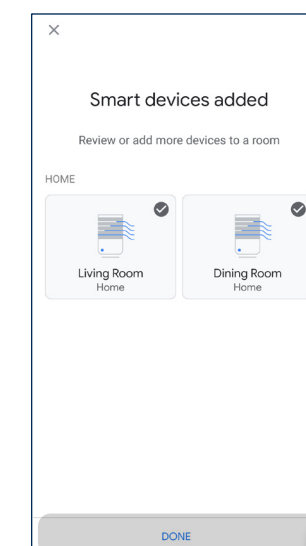 Smart devices added
Review or add more devices to a room
HOME
Living Room
Home
Dining Room
Home
DONE